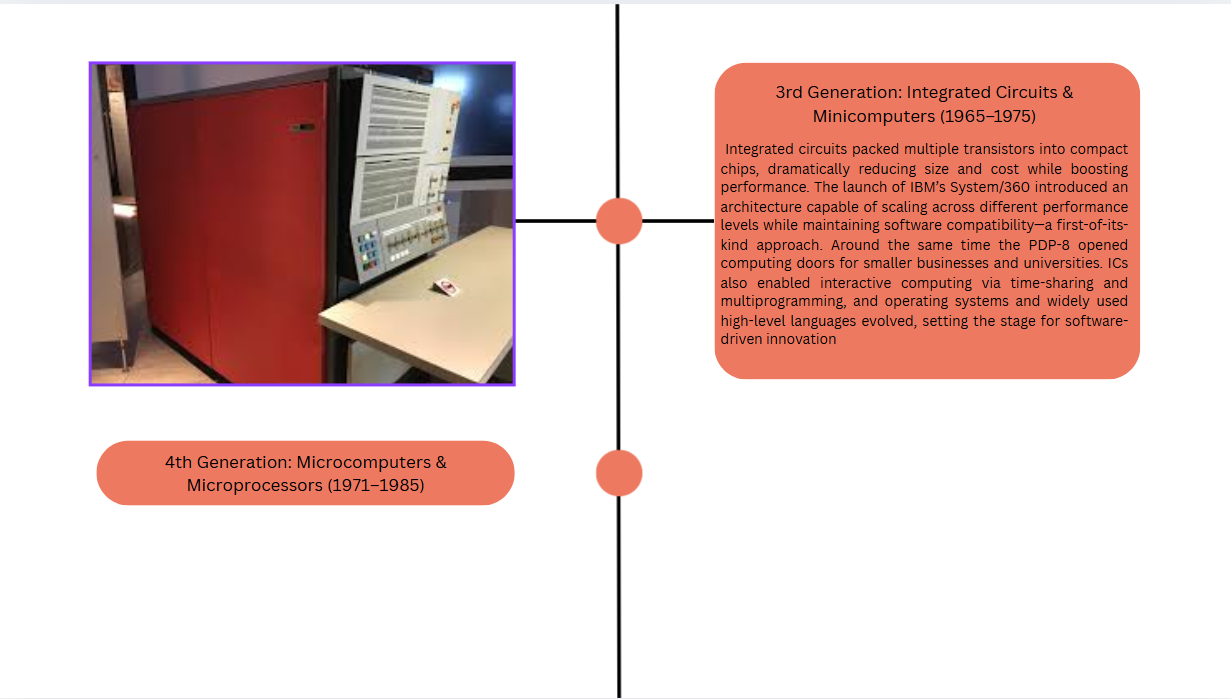 3rd Generation: Integrated Circuits &
Minicomputers (1965–1975)
Integrated circuits packed multiple transistors into compact
chips, dramatically reducing size and cost while boosting
performance. The launch of IBM's System/360 introduced an
architecture capable of scaling across different performance
levels while maintaining software compatibility—a first-of-its-
kind approach. Around the same time the PDP-8 opened
computing doors for smaller businesses and universities. ICs
also enabled interactive computing via time-sharing and
multiprogramming, and operating systems and widely used
high-level languages evolved, setting the stage for software-
driven innovation
4th Generation: Microcomputers &
Microprocessors (1971–1985)